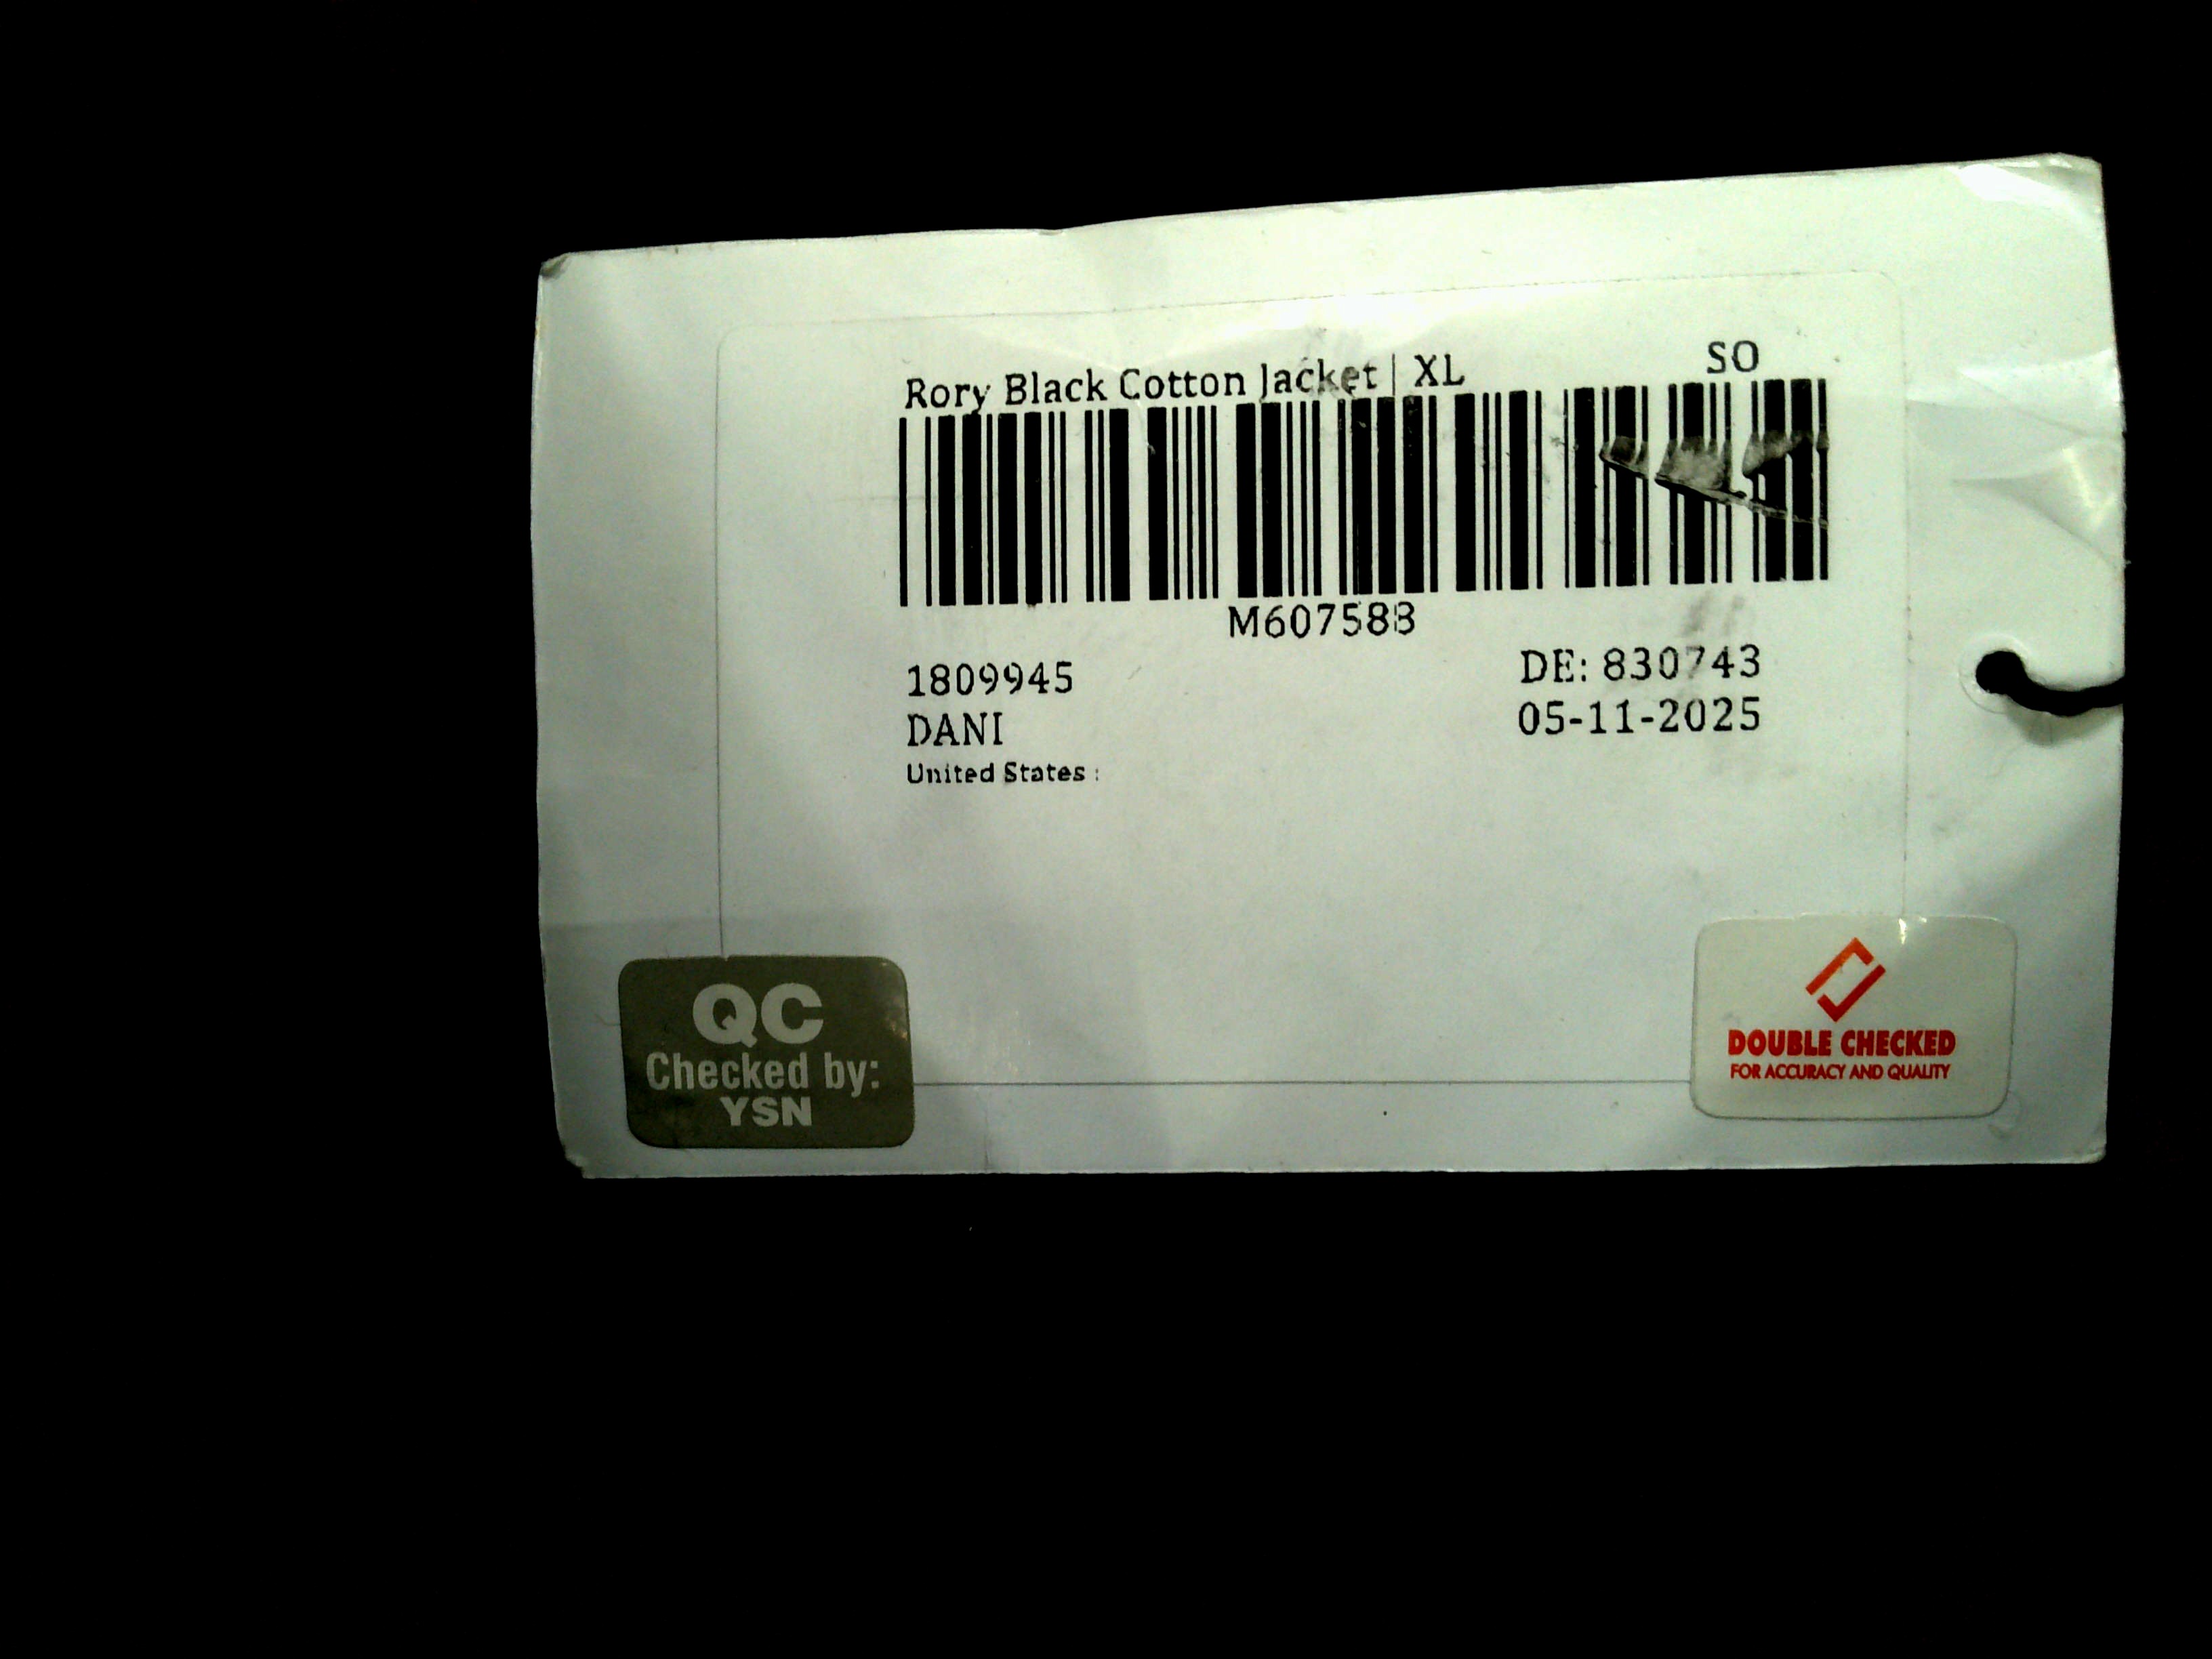 Rory Black Cotton Jacket | XL
SO
M607588
1809945
DE: 830743
DANI
05-11-2025
United States :
QC
Checked by:
YSN
DOUBLE CHECKED
FOR ACCURACY AND QUALITY